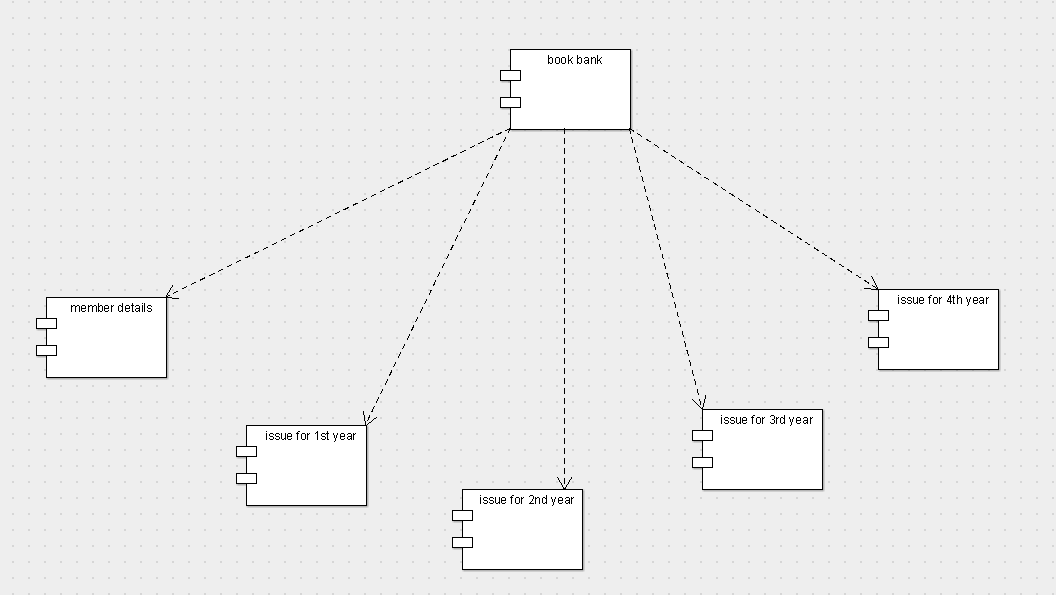 book bank
member details
issue for 4th year
issue for 3rd year
issue for 1st year
issue for 2nd year